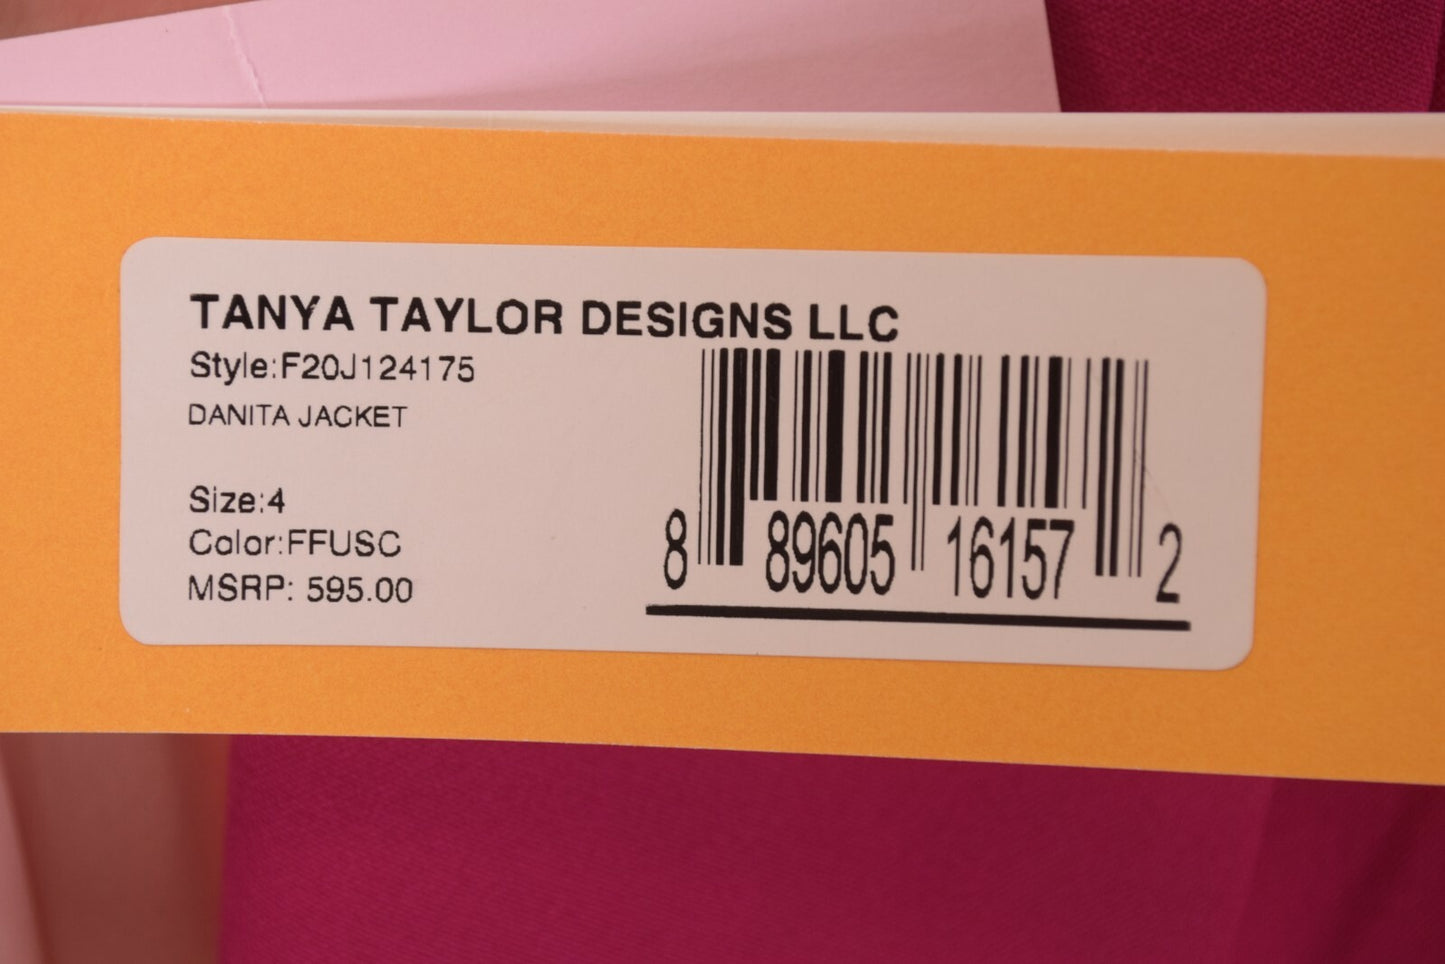 TANYA TAYLOR DESIGNS LLC
Style:F20J124175
DANITA JACKET
Size:4
Color:FFUSC
MSRP: 595.00
8 89605 16157 2